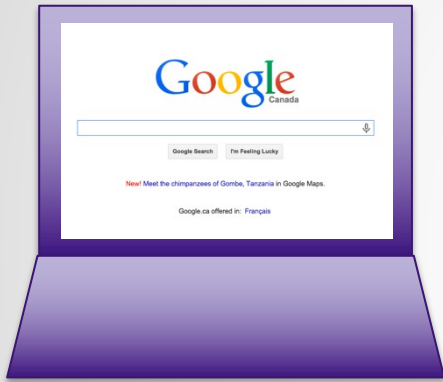 Google
Canada
Google Search I'm Feeling Lucky
New! Meet the chimpanzees of Gombe, Tanzania in Google Maps.
Google.ca offered in: Français